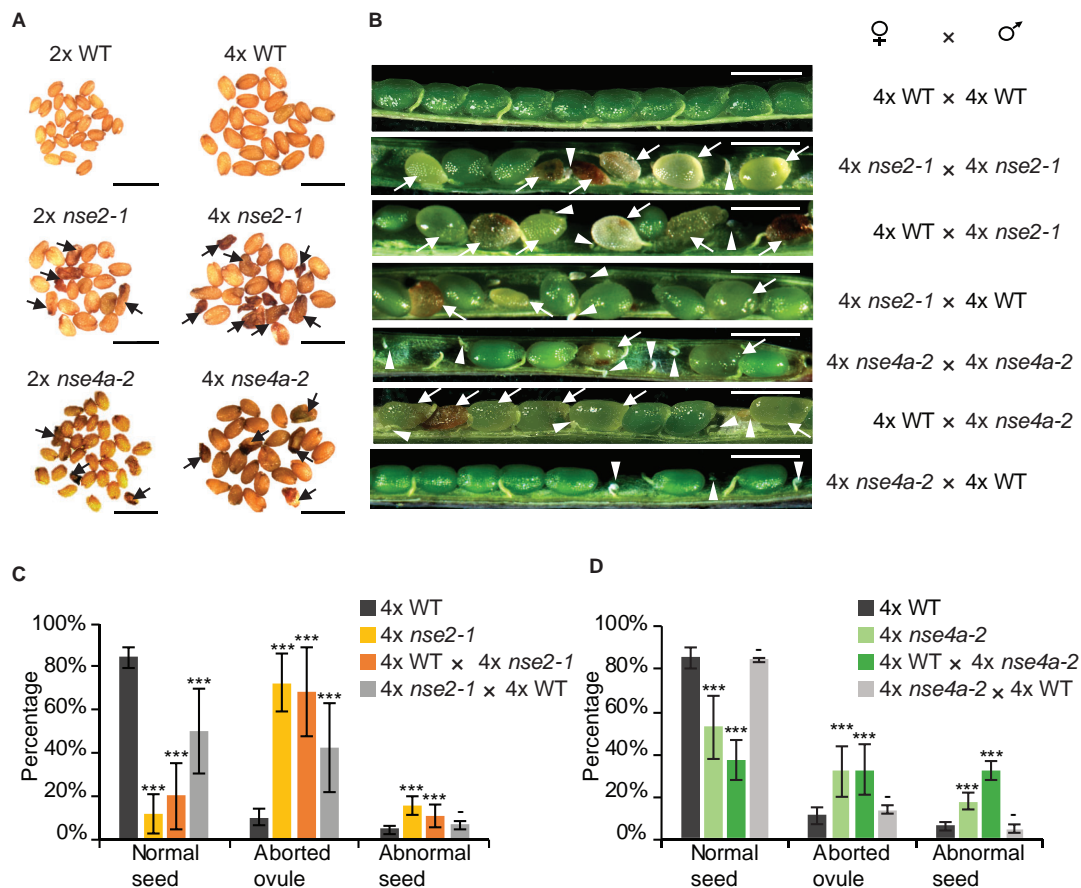 A
2x WT
4x WT
2x nse2-1
4x nse2-1
2x nse4a-2
4x nse4a-2
B
♀ × ♂
4x WT × 4x WT
4x nse2-1 × 4x nse2-1
4x WT × 4x nse2-1
4x nse2-1 × 4x WT
4x nse4a-2 × 4x nse4a-2
4x WT × 4x nse4a-2
4x nse4a-2 × 4x WT
C
4x WT
4x nse2-1
4x WT × 4x nse2-1
4x nse2-1 × 4x WT
Percentage
100%
80%
60%
40%
20%
0%
*** *** ***
*** *** ***
*** *** -
Normal
seed
Aborted
ovule
Abnormal
seed
D
4x WT
4x nse4a-2
4x WT × 4x nse4a-2
4x nse4a-2 × 4x WT
Percentage
100%
80%
60%
40%
20%
0%
*** *** -
*** *** -
*** *** -
Normal
seed
Aborted
ovule
Abnormal
seed